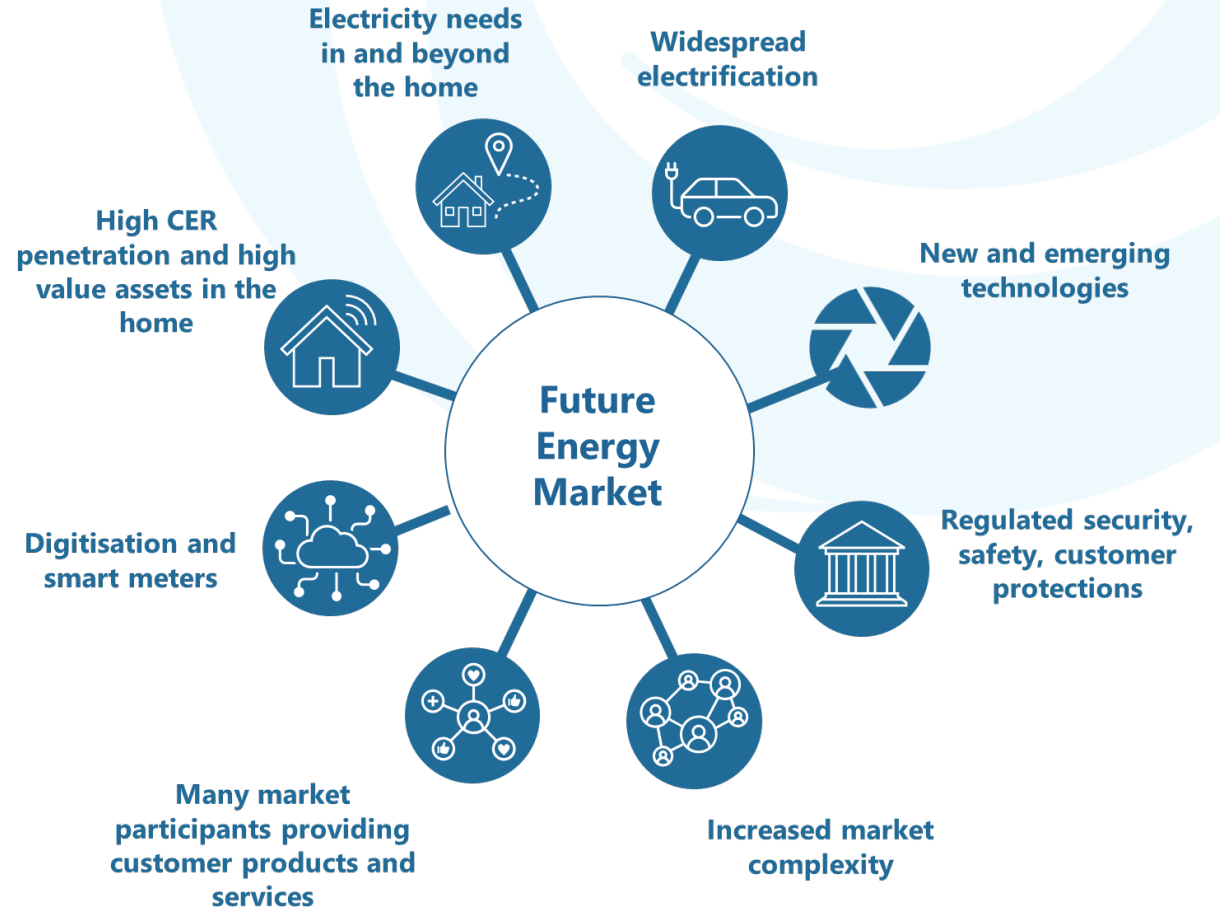 Electricity needs
in and beyond
the home
Widespread
electrification
High CER
penetration and high
value assets in the
home
New and emerging
technologies
Future
Energy
Market
Digitisation and
smart meters
Regulated security,
safety, customer
protections
Many market
participants providing
customer products and
services
Increased market
complexity